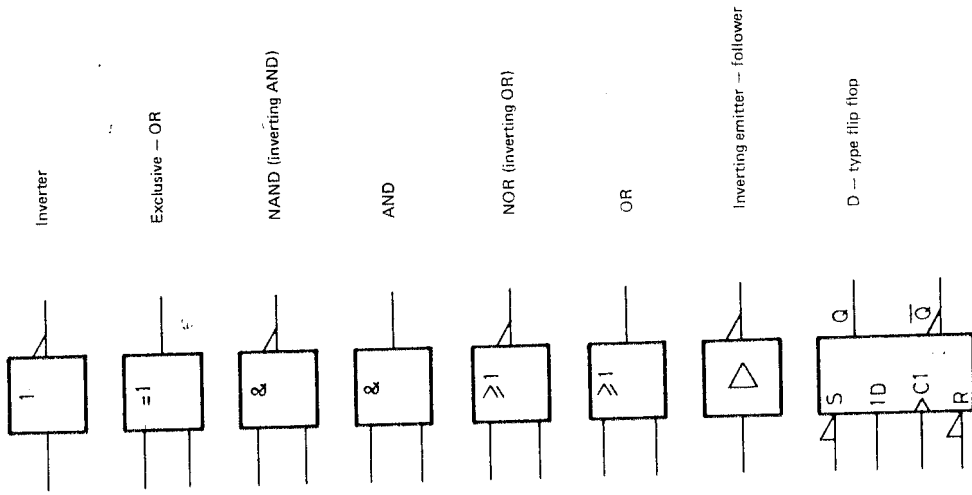 1
Inverter
=1
Exclusive – OR
&
NAND (inverting AND)
&
AND
⩾1
NOR (inverting OR)
⩾1
OR
Inverting emitter – follower
S
1D
C1
R
Q
Q̅
D – type flip flop